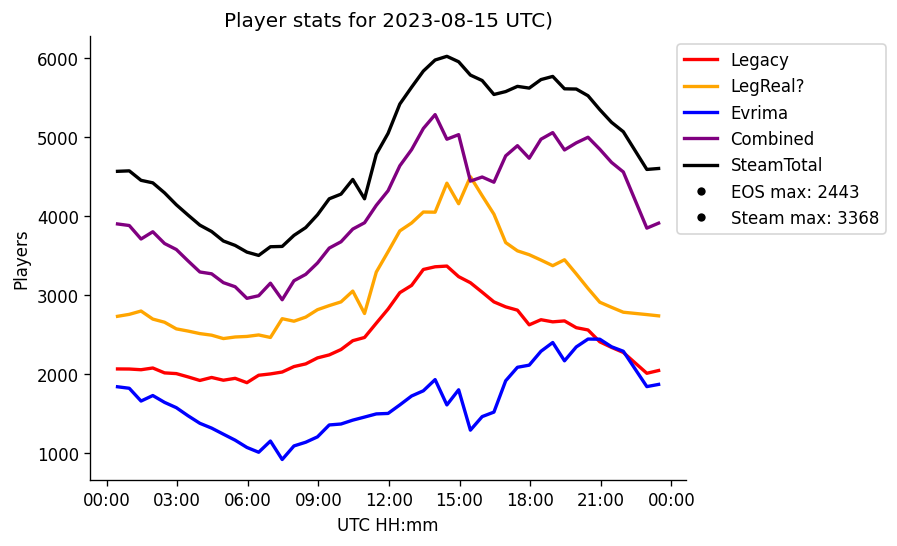 Player stats for 2023-08-15 UTC)
6000
5000
4000
3000
2000
1000
Players
00:00 03:00 06:00 09:00 12:00 15:00 18:00 21:00 00:00
UTC HH:mm
Legacy
LegReal?
Evrima
Combined
SteamTotal
EOS max: 2443
Steam max: 3368